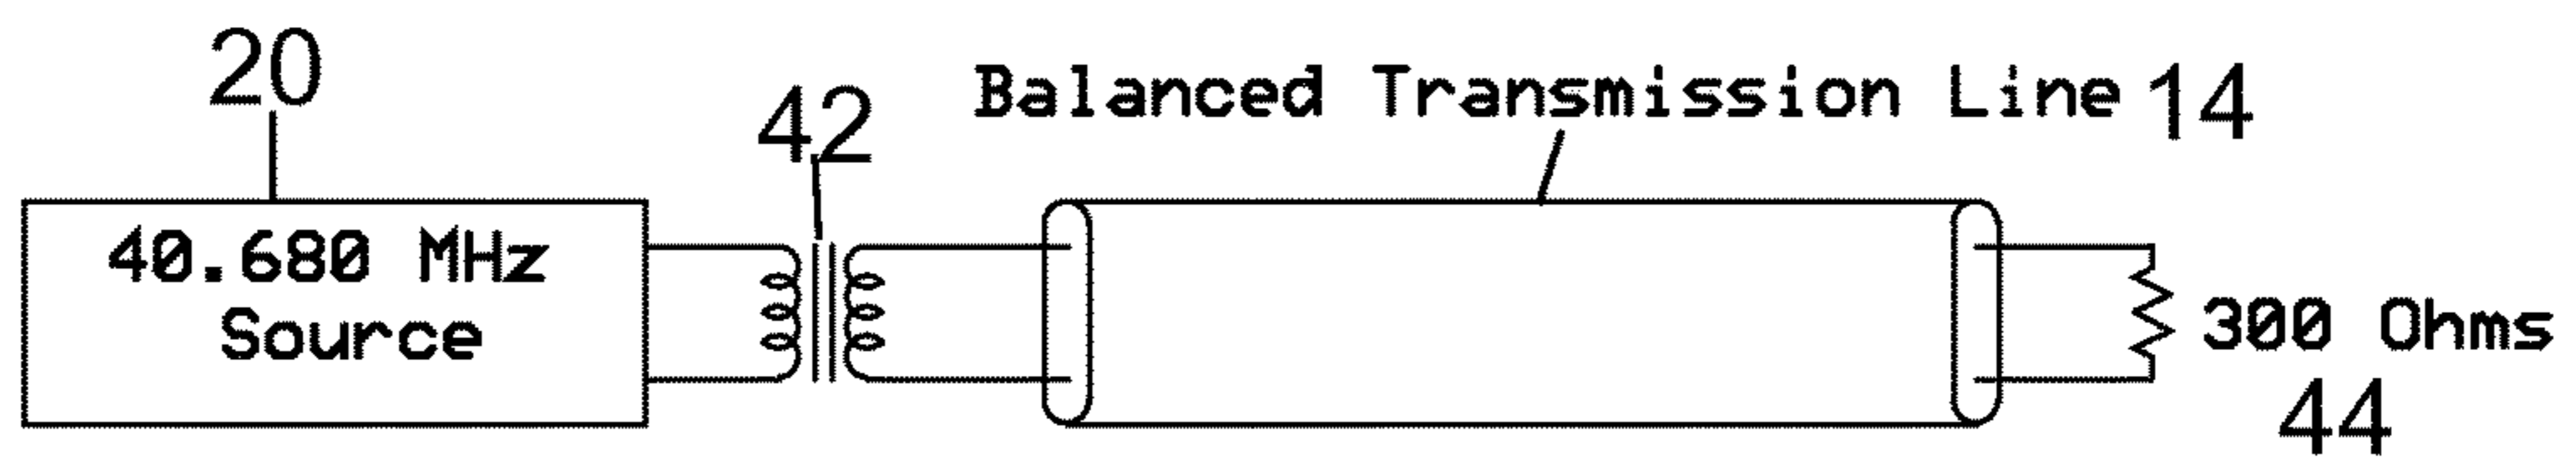 20
42
Balanced Transmission Line 14
40.680 MHz
Source
300 Ohms
44